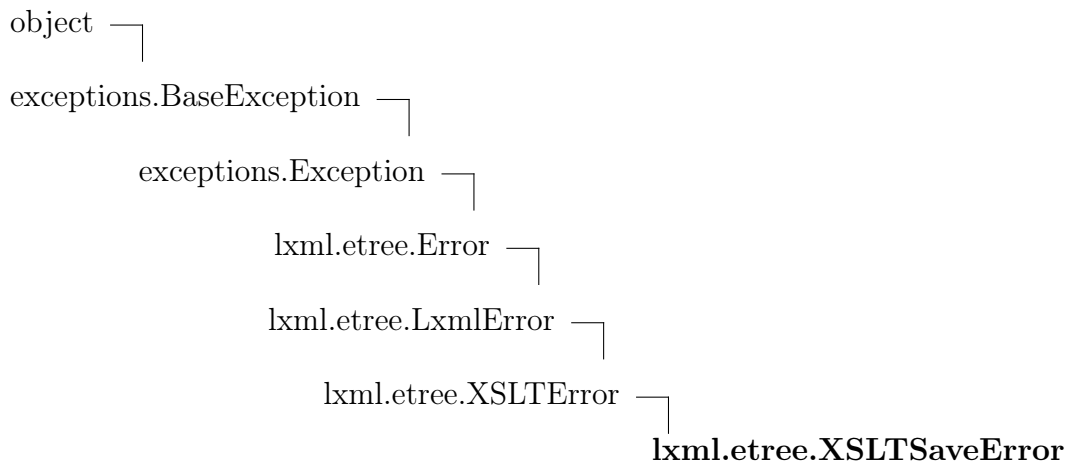 object
exceptions.BaseException
exceptions.Exception
lxml.etree.Error
lxml.etree.LxmlError
lxml.etree.XSLTError
lxml.etree.XSLTSaveError